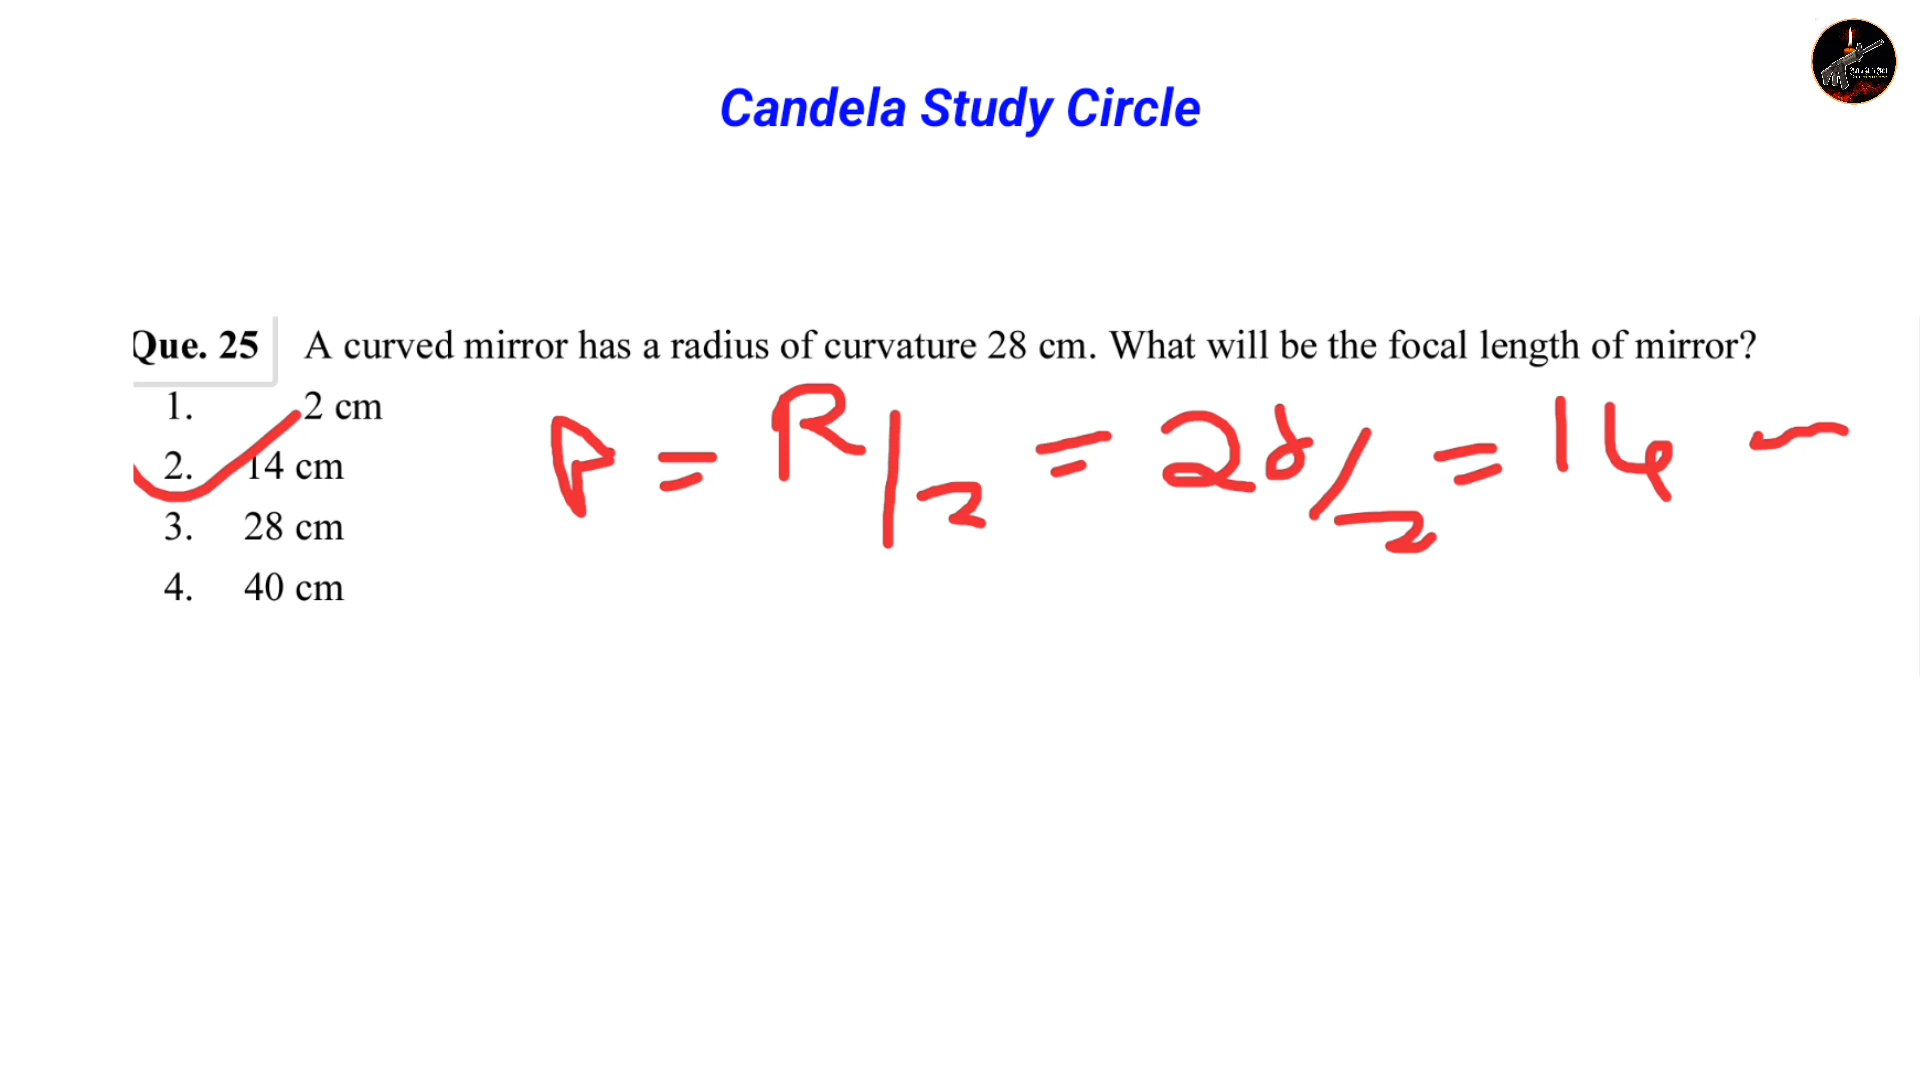 Candela Study Circle
Que. 25 A curved mirror has a radius of curvature 28 cm. What will be the focal length of mirror?
1. 2 cm
2. 14 cm
3. 28 cm
4. 40 cm
= R/2 = 28/2 = 14